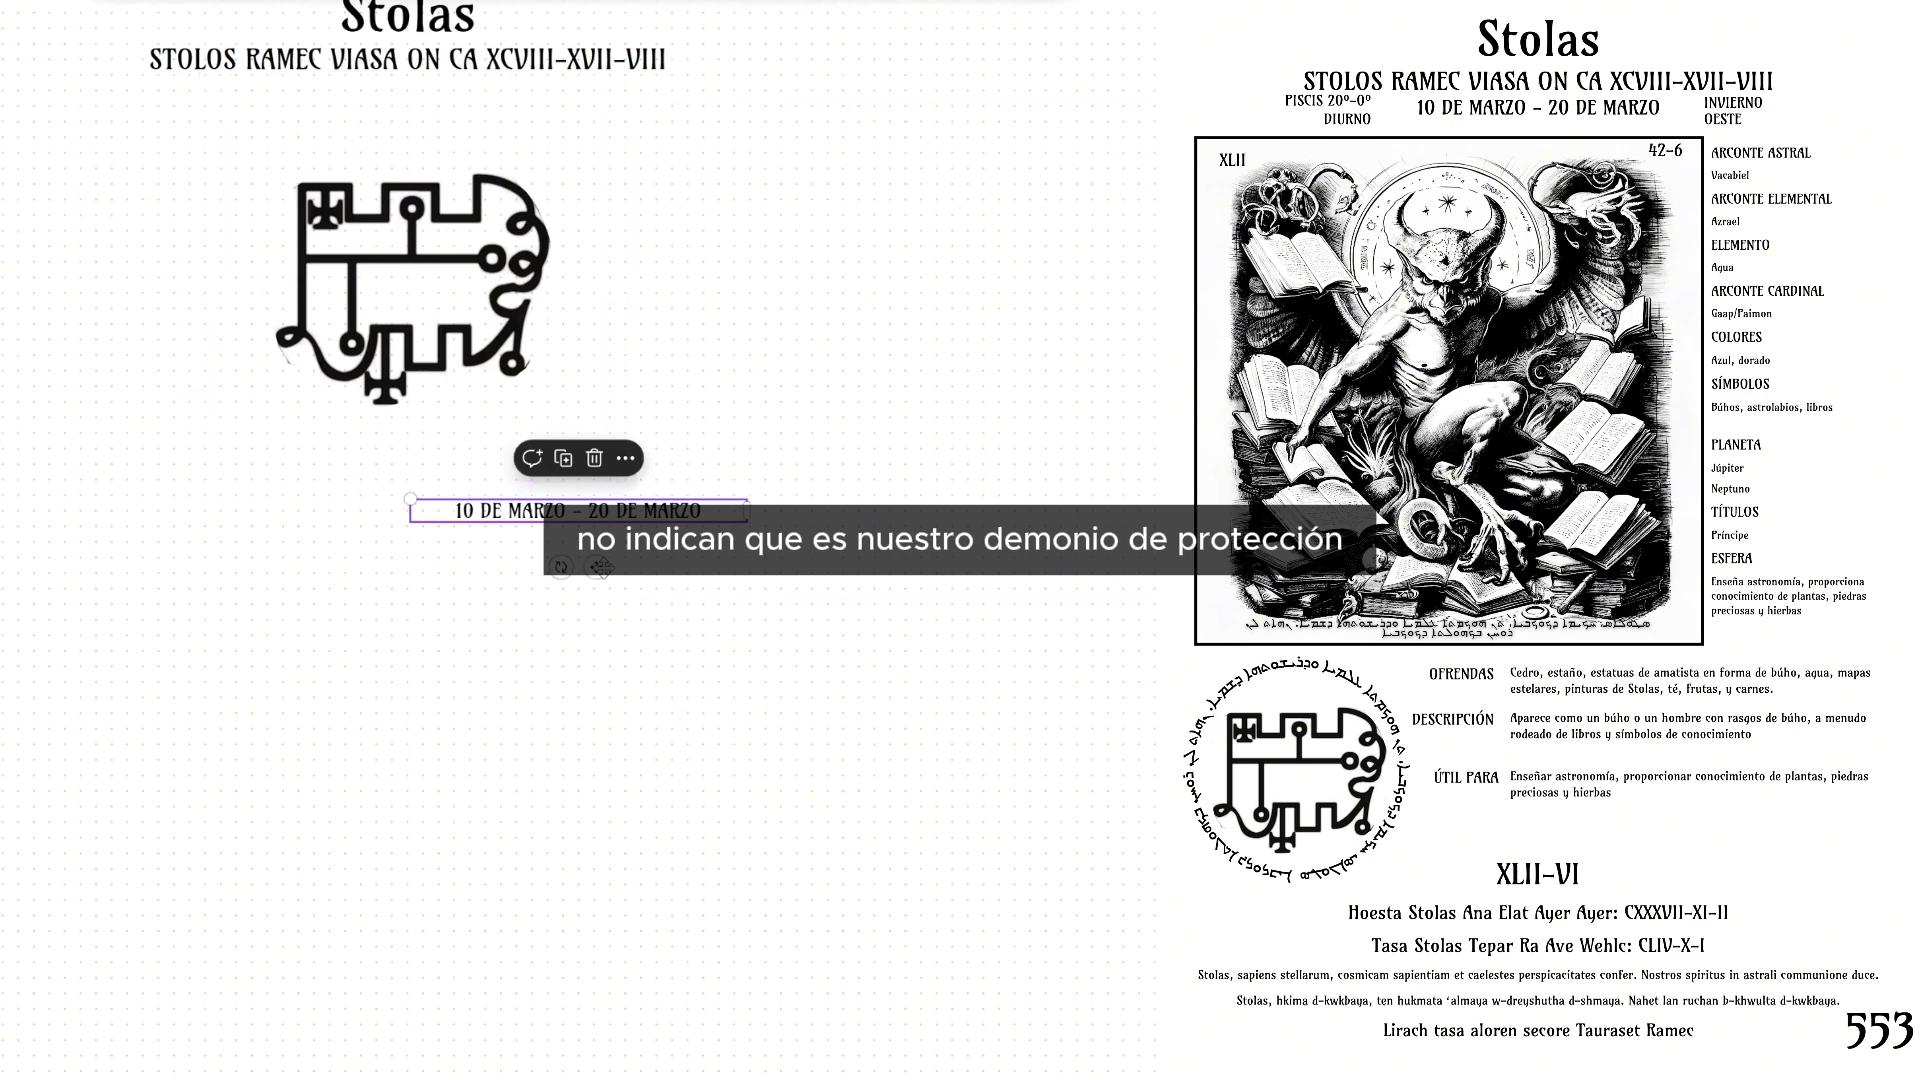 Stolas
STOLOS RAMEC VIASA ON CA XCVIII-XVII-VIII
10 DE MARZO - 20 DE MARZO
no indican que es nuestro demonio de protección
Stolas
STOLOS RAMEC VIASA ON CA XCVIII-XVII-VIII
PISCIS 20º-0º
DIURNO
10 DE MARZO - 20 DE MARZO
INVIERNO
OESTE
XLII
42-6
ARCONTE ASTRAL
Vacabiel
ARCONTE ELEMENTAL
Azrael
ELEMENTO
Agua
ARCONTE CARDINAL
Gaap/Paimon
COLORES
Azul, dorado
SÍMBOLOS
Búhos, astrolabios, libros
PLANETA
Júpiter
Neptuno
TÍTULOS
Príncipe
ESFERA
Enseña astronomía, proporciona
conocimiento de plantas, piedras
preciosas y hierbas
OFRENDAS
Cedro, estaño, estatuas de amatista en forma de búho, agua, mapas
estelares, pinturas de Stolas, té, frutas, y carnes.
DESCRIPCIÓN
Aparece como un búho o un hombre con rasgos de búho, a menudo
rodeado de libros y símbolos de conocimiento
ÚTIL PARA
Enseñar astronomía, proporcionar conocimiento de plantas, piedras
preciosas y hierbas
XLII-VI
Hoesta Stolas Ana Elat Ayer Ayer: CXXXVII-XI-II
Tasa Stolas Tepar Ra Ave Wehlc: CLIV-X-I
Stolas, sapiens stellarum, cosmicam sapientiam et caelestes perspicacitates confer. Nostros spiritus in astrali communione duce.
Stolas, hkima d-kwkbaya, ten hukmata ʻalmaya w-dreyshutha d-shmaya. Nahet lan ruchan b-khwulta d-kwkbaya.
Lirach tasa aloren secore Tauraset Ramec
553